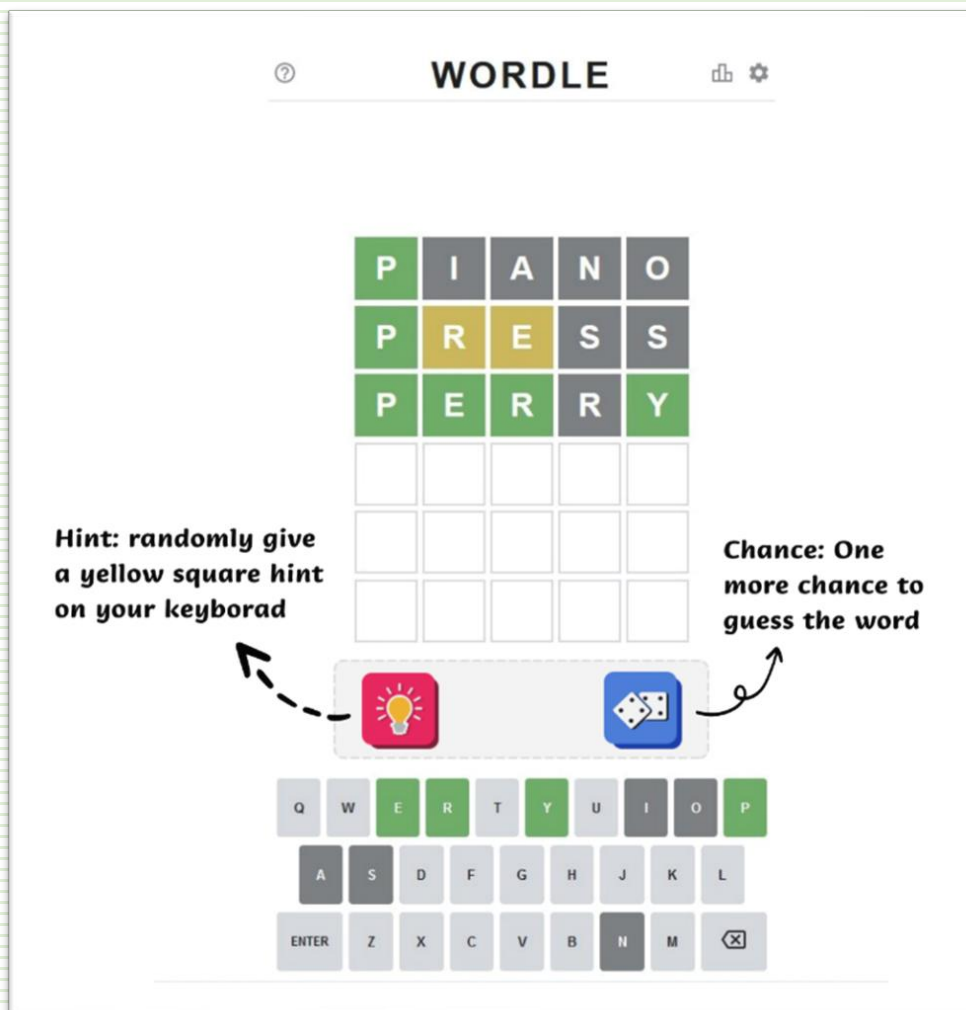 WORDLE
P I A N O
P R E S S
P E R R Y
Hint: randomly give
a yellow square hint
on your keyborad
Chance: One
more chance to
guess the word
Q W E R T Y U I O P
A S D F G H J K L
ENTER Z X C V B N M